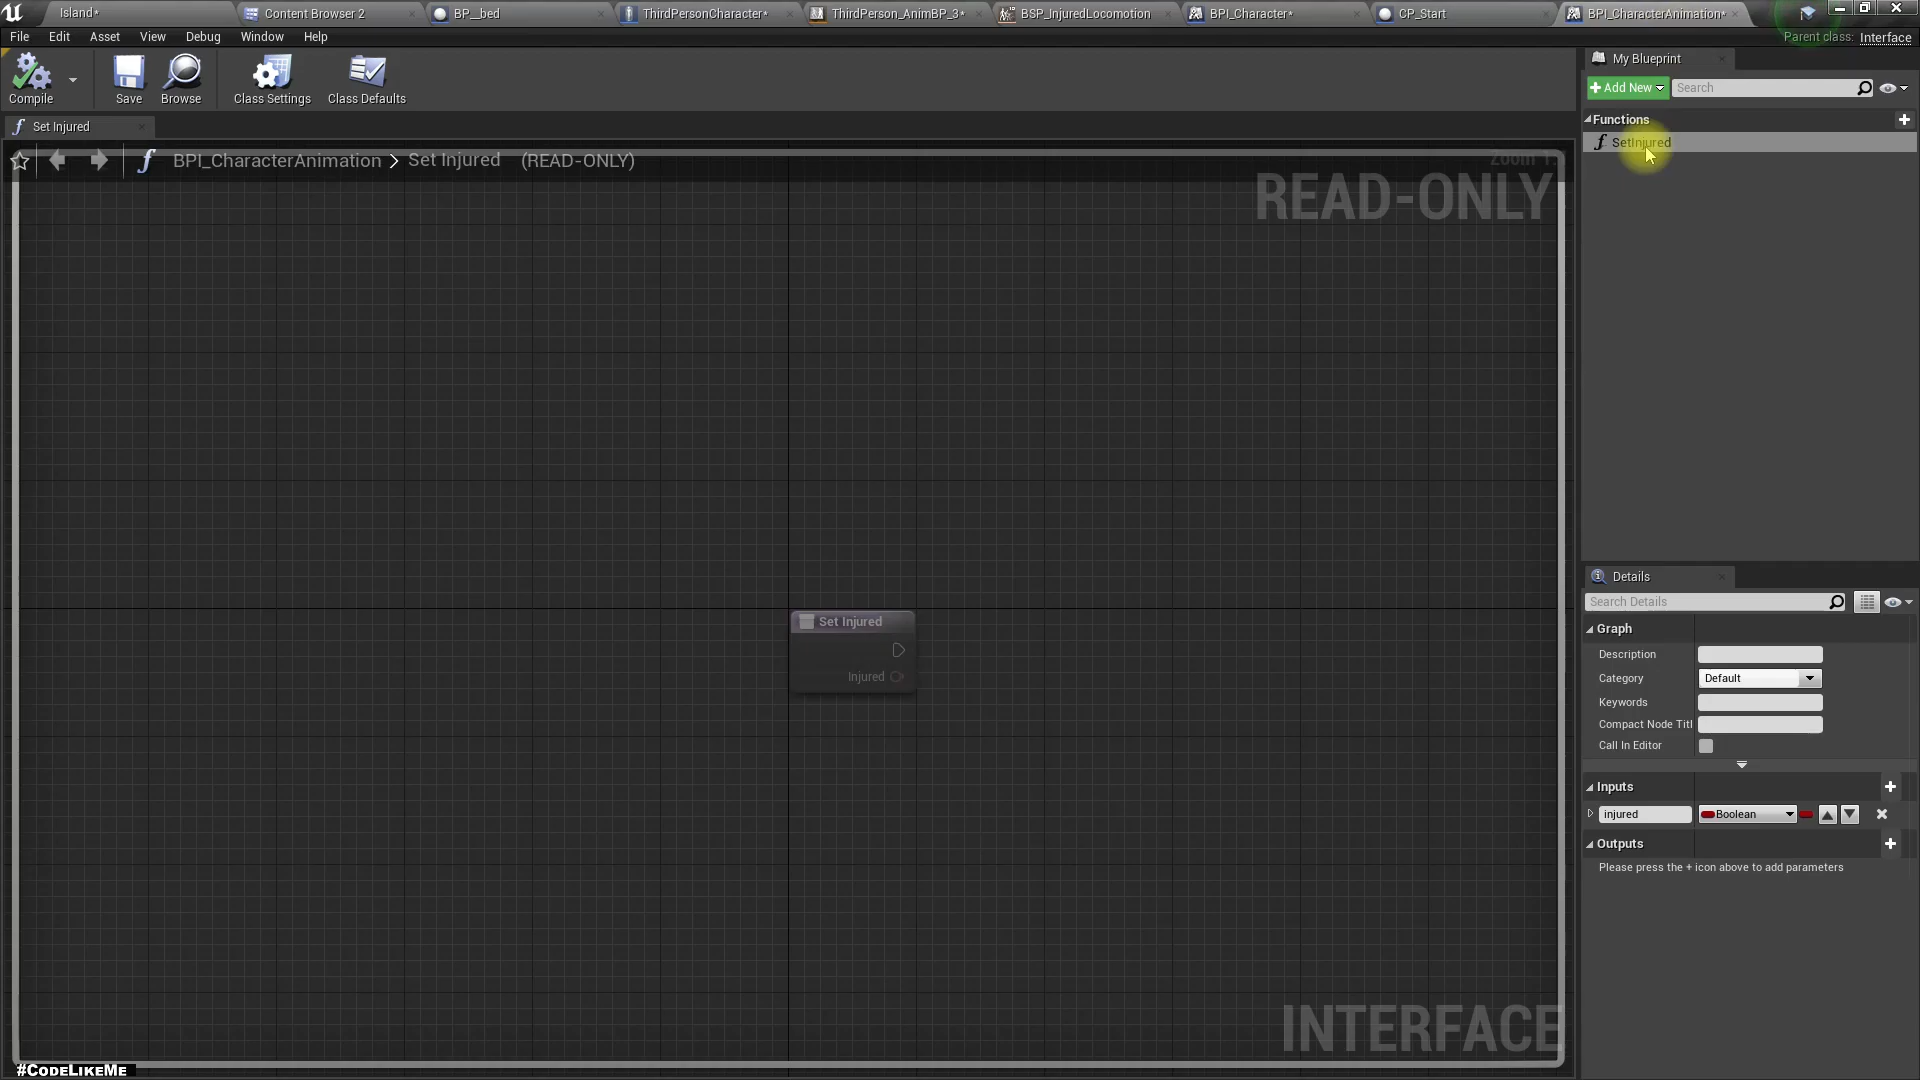 Island*
Content Browser 2
BP__bed
ThirdPersonCharacter*
ThirdPerson_AnimBP_3*
BSP_InjuredLocomotion
BPI_Character*
CP_Start
BPI_CharacterAnimation*
File Edit Asset View Debug Window Help
Parent class: Interface
Compile
Save
Browse
Class Settings
Class Defaults
My Blueprint
Add New
Search
Set Injured
Functions
SetInjured
BPI_CharacterAnimation > Set Injured (READ-ONLY)
READ-ONLY
Set Injured
Injured
INTERFACE
Details
Search Details
Graph
Description
Category Default
Keywords
Compact Node Titl
Call In Editor
Inputs
injured Boolean
Outputs
Please press the + icon above to add parameters
#CodeLikeMe